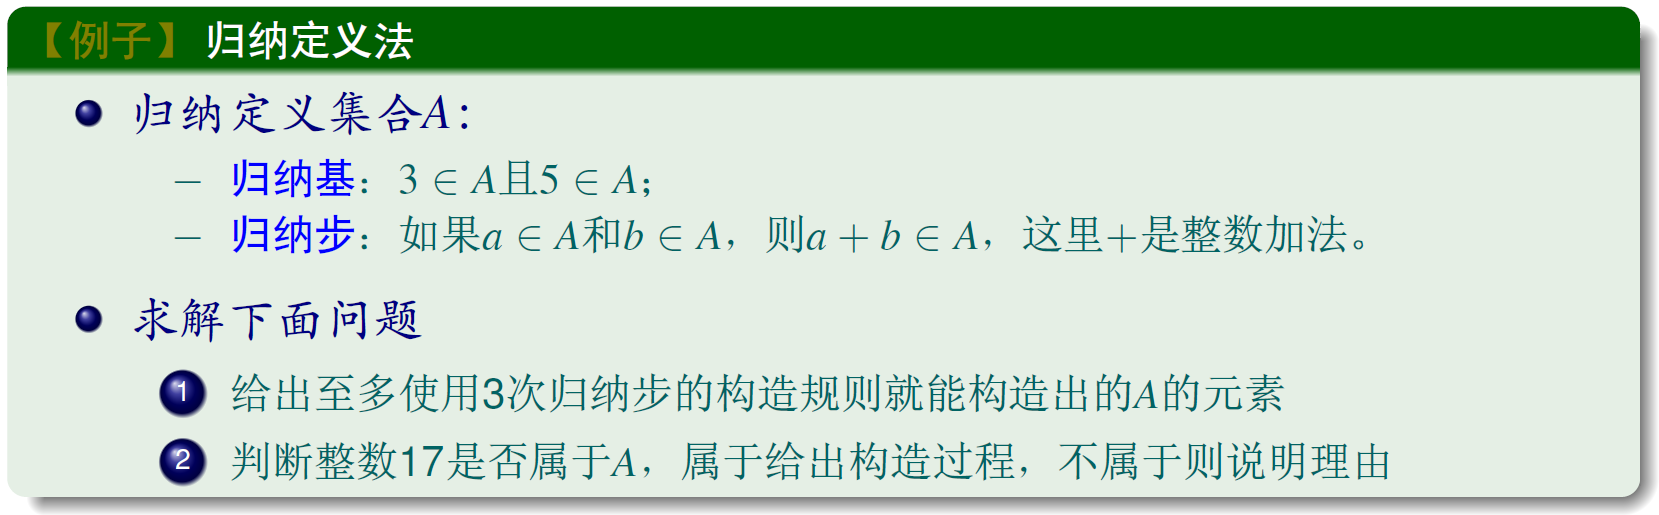 【例子】 归纳定义法
归纳定义集合A:
– 归纳基：3 ∈ A且5 ∈ A；
– 归纳步：如果a ∈ A和b ∈ A，则a + b ∈ A，这里+是整数加法。
求解下面问题
1 给出至多使用3次归纳步的构造规则就能构造出的A的元素
2 判断整数17是否属于A，属于给出构造过程，不属于则说明理由